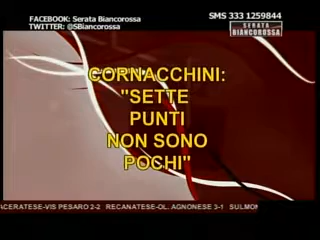 FACEBOOK: Serata Biancorossa
TWITTER: @SBiancorossa
SMS 333 1259844
SERATA
BIANCOROSSA
CORNACCHINI:
"SETTE
PUNTI
NON SONO
POCHI"
ACERATESE-VIS PESARO 2-2 RECANATESE-OL. AGNONESE 3-1 SULMON